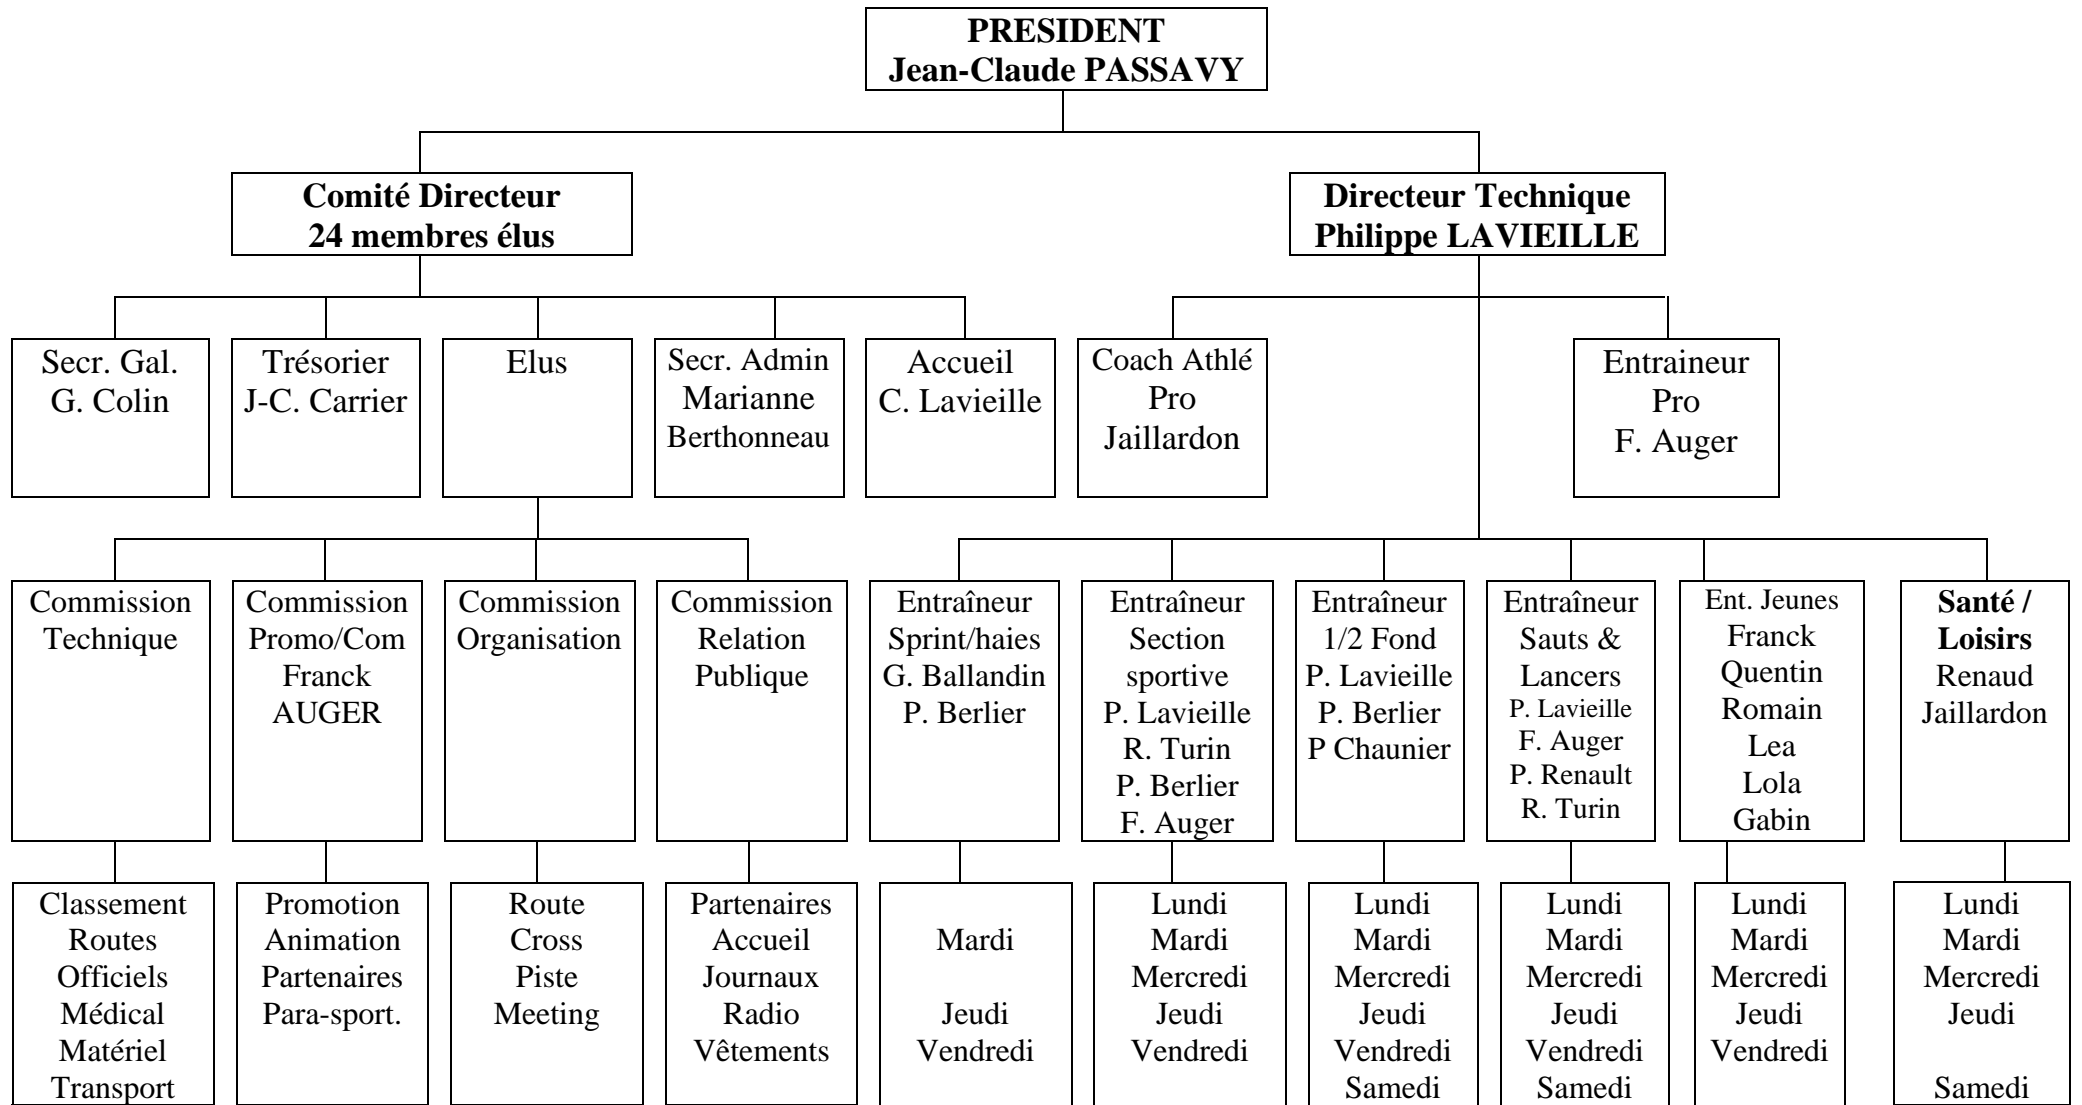 PRESIDENT
Jean-Claude PASSAVY
Comité Directeur
24 membres élus
Directeur Technique
Philippe LAVIEILLE
Secr. Gal.
G. Colin
Trésorier
J-C. Carrier
Elus
Secr. Admin
Marianne
Berthonneau
Accueil
C. Lavieille
Coach Athlé
Pro
Jaillardon
Entraineur
Pro
F. Auger
Commission
Technique
Commission
Promo/Com
Franck
AUGER
Commission
Organisation
Commission
Relation
Publique
Entraîneur
Sprint/haies
G. Ballandin
P. Berlier
Entraîneur
Section
sportive
P. Lavieille
R. Turin
P. Berlier
F. Auger
Entraîneur
1/2 Fond
P. Lavieille
P. Berlier
P Chaunier
Entraîneur
Sauts &
Lancers
P. Lavieille
F. Auger
P. Renault
R. Turin
Ent. Jeunes
Franck
Quentin
Romain
Lea
Lola
Gabin
Santé /
Loisirs
Renaud
Jaillardon
Classement
Routes
Officiels
Médical
Matériel
Transport
Promotion
Animation
Partenaires
Para-sport.
Route
Cross
Piste
Meeting
Partenaires
Accueil
Journaux
Radio
Vêtements
Mardi
Jeudi
Vendredi
Lundi
Mardi
Mercredi
Jeudi
Vendredi
Lundi
Mardi
Mercredi
Jeudi
Vendredi
Samedi
Lundi
Mardi
Mercredi
Jeudi
Vendredi
Samedi
Lundi
Mardi
Mercredi
Jeudi
Vendredi
Lundi
Mardi
Mercredi
Jeudi
Samedi